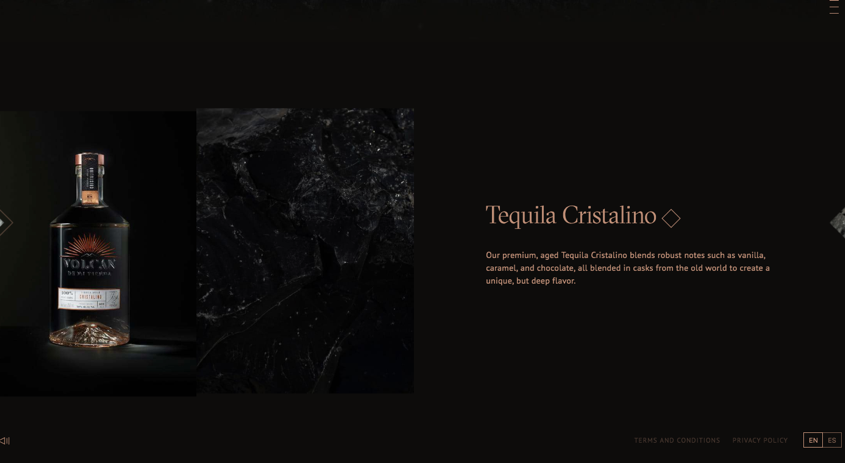 Tequila Cristalino
Our premium, aged Tequila Cristalino blends robust notes such as vanilla,
caramel, and chocolate, all blended in casks from the old world to create a
unique, but deep flavor.
VOLCAN
DE MI TIERRA
CRISTALINO
TERMS AND CONDITIONS
PRIVACY POLICY
EN
ES